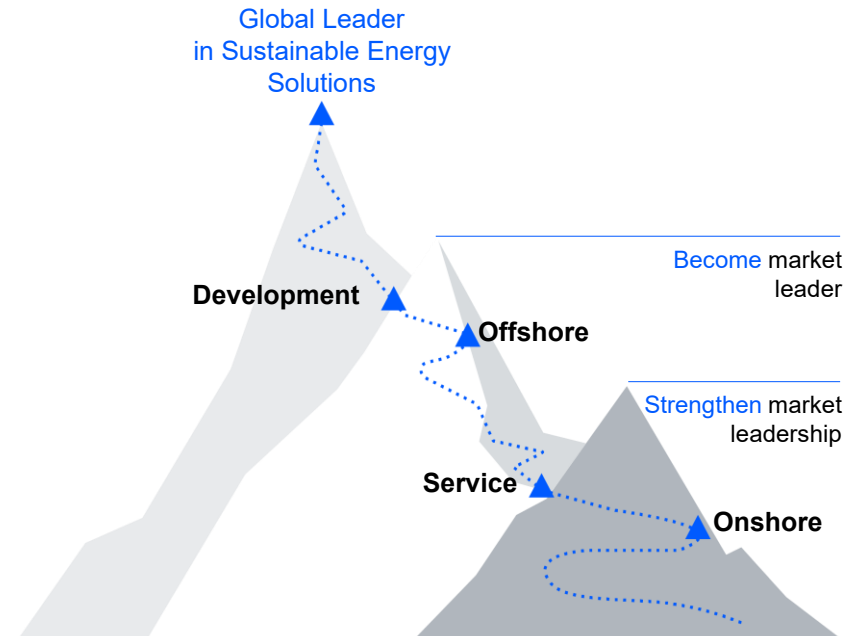 Global Leader
in Sustainable Energy
Solutions
Become market
leader
Development
Offshore
Strengthen market
leadership
Service
Onshore